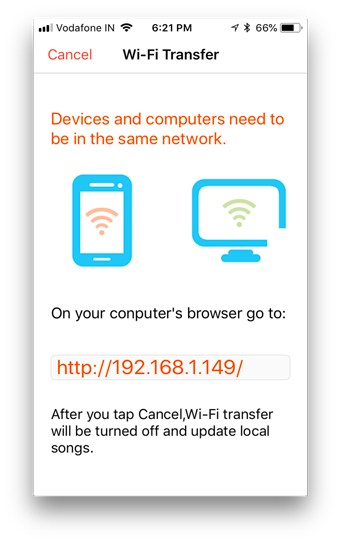 Vodafone IN 6:21 PM 66%
Cancel Wi-Fi Transfer
Devices and computers need to
be in the same network.
On your conputer's browser go to:
http://192.168.1.149/
After you tap Cancel,Wi-Fi transfer
will be turned off and update local
songs.